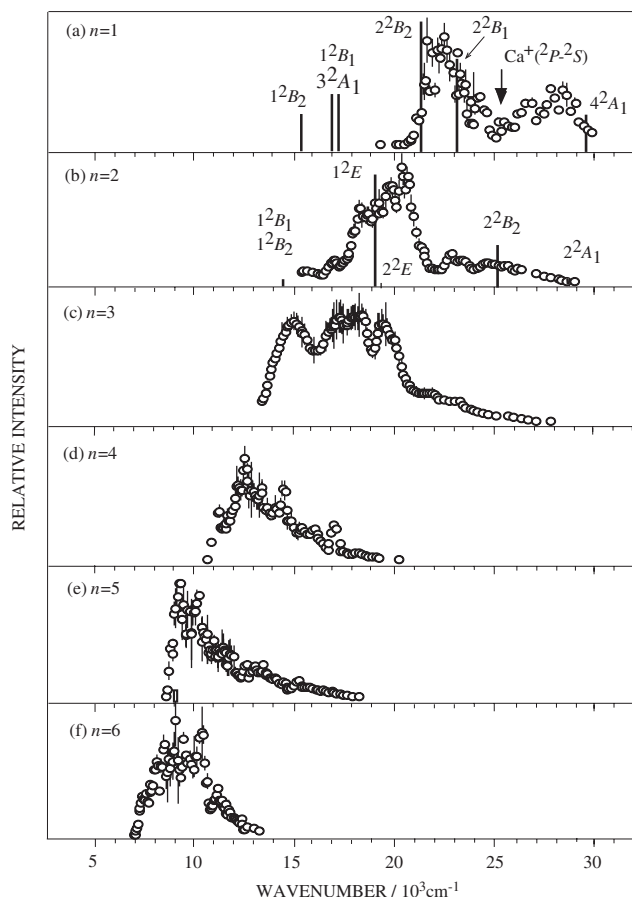 (a) n=1
1²B₂
1²B₁
3²A₁
2²B₂
2²B₁
Ca⁺(²P-²S)
4²A₁
(b) n=2
1²B₁
1²B₂
1²E
2²E
2²B₂
2²A₁
(c) n=3
(d) n=4
(e) n=5
(f) n=6
RELATIVE INTENSITY
5 10 15 20 25 30
WAVENUMBER / 10³cm⁻¹